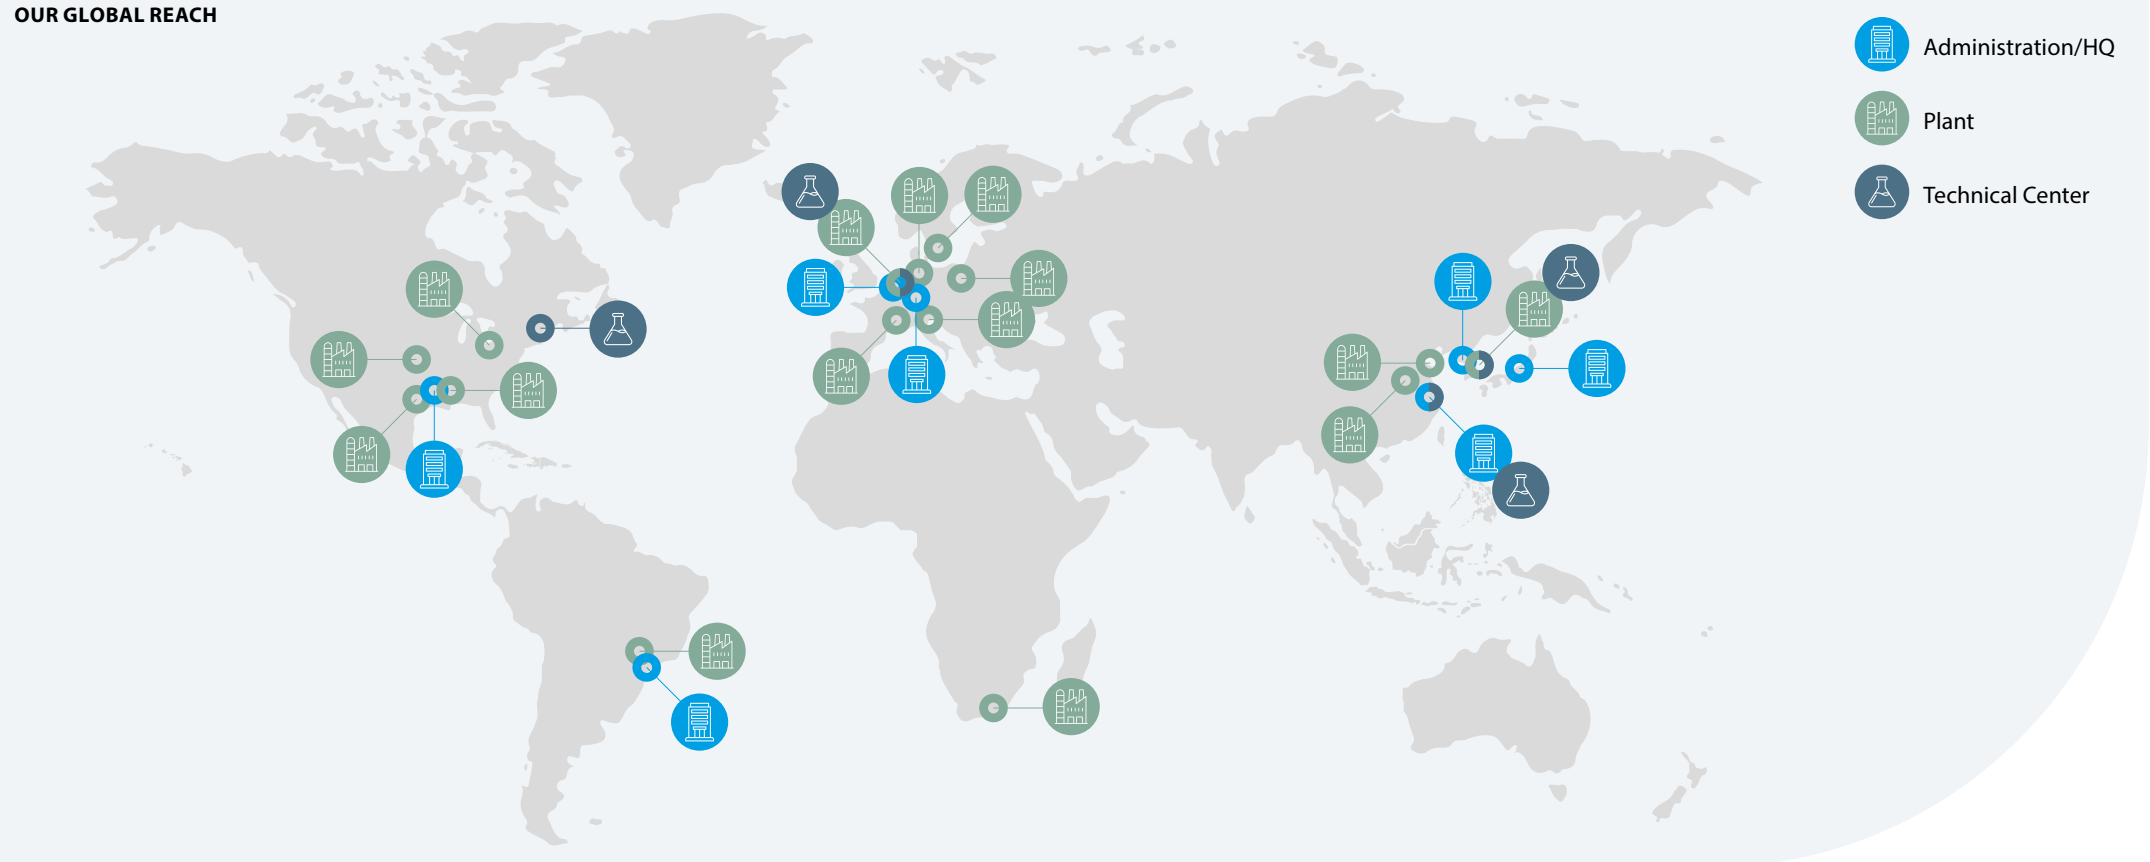 OUR GLOBAL REACH
Administration/HQ
Plant
Technical Center